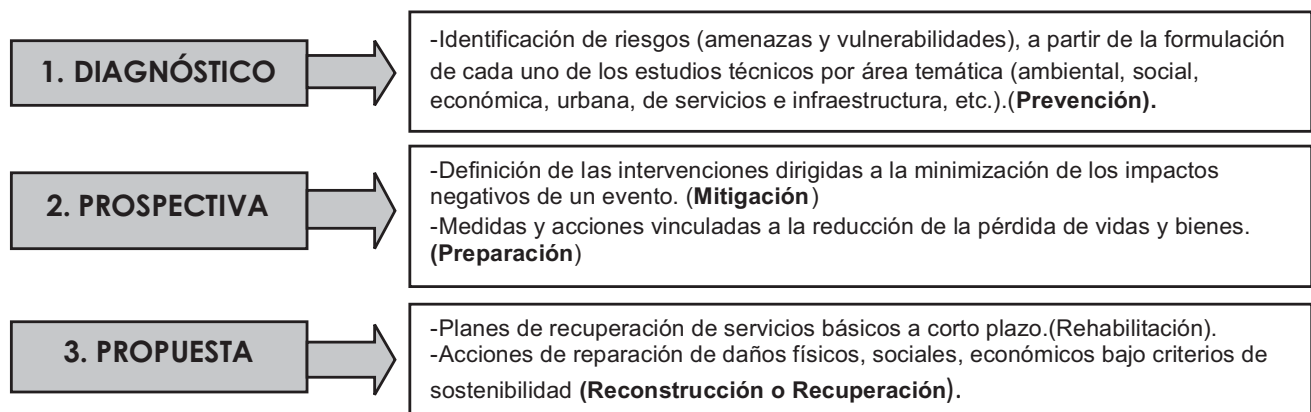 1. DIAGNÓSTICO
-Identificación de riesgos (amenazas y vulnerabilidades), a partir de la formulación
de cada uno de los estudios técnicos por área temática (ambiental, social,
económica, urbana, de servicios e infraestructura, etc.).(Prevención).
2. PROSPECTIVA
-Definición de las intervenciones dirigidas a la minimización de los impactos
negativos de un evento. (Mitigación)
-Medidas y acciones vinculadas a la reducción de la pérdida de vidas y bienes.
(Preparación)
3. PROPUESTA
-Planes de recuperación de servicios básicos a corto plazo.(Rehabilitación).
-Acciones de reparación de daños físicos, sociales, económicos bajo criterios de
sostenibilidad (Reconstrucción o Recuperación).